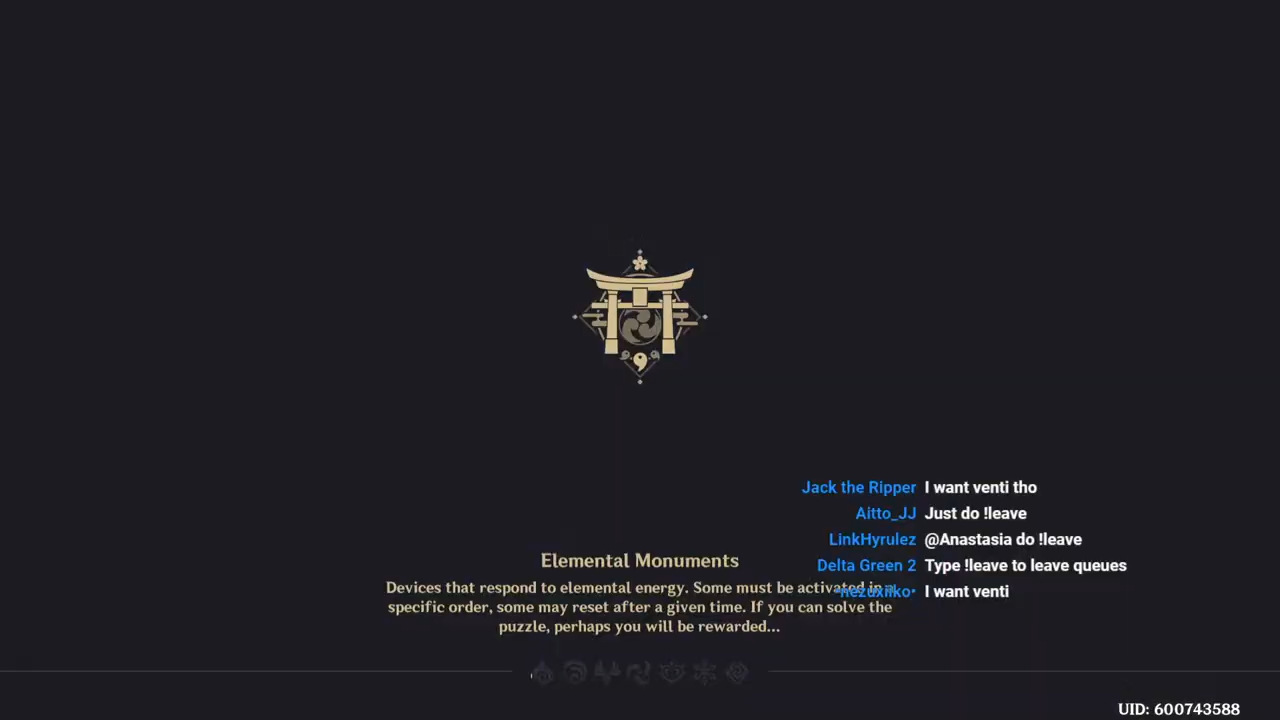 Jack the Ripper I want venti tho
Aitto_JJ Just do !leave
LinkHyrulez @Anastasia do !leave
Delta Green 2 Type !leave to leave queues
I want venti
Elemental Monuments
Devices that respond to elemental energy. Some must be activated in a
specific order, some may reset after a given time. If you can solve the
puzzle, perhaps you will be rewarded...
UID: 600743588